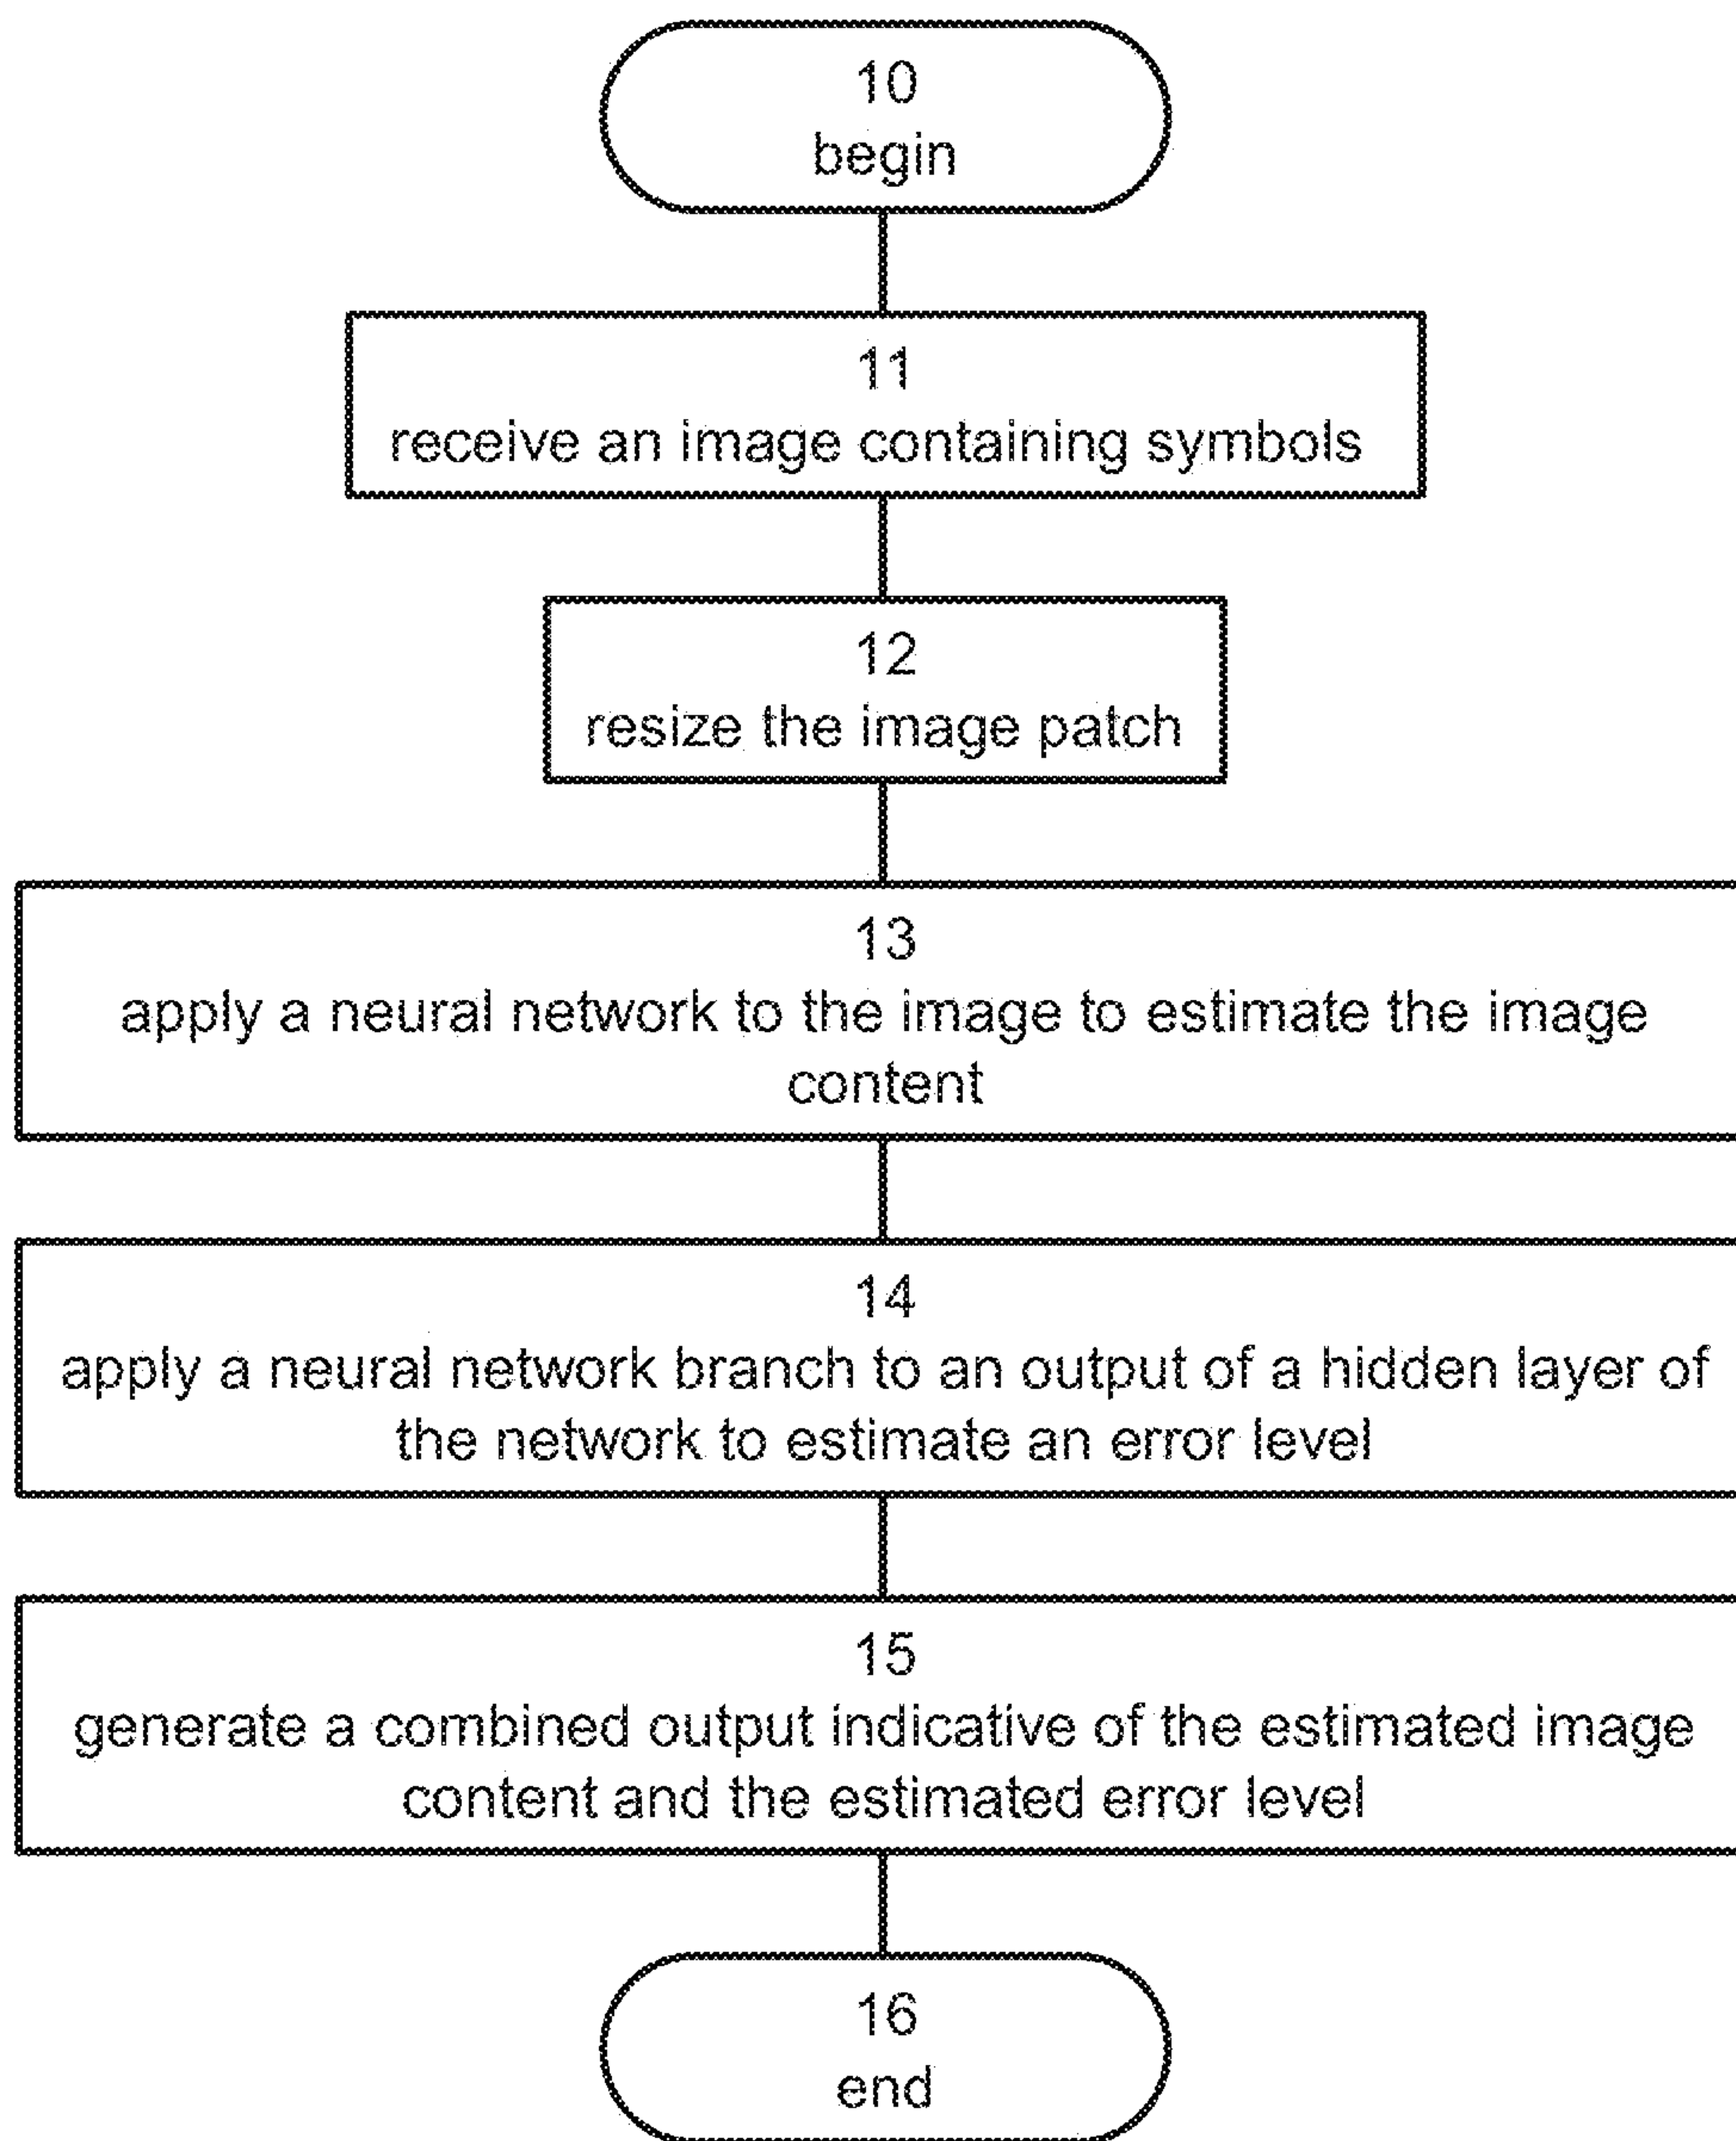 10
begin
11
receive an image containing symbols
12
resize the image patch
13
apply a neural network to the image to estimate the image
content
14
apply a neural network branch to an output of a hidden layer of
the network to estimate an error level
15
generate a combined output indicative of the estimated image
content and the estimated error level
16
end